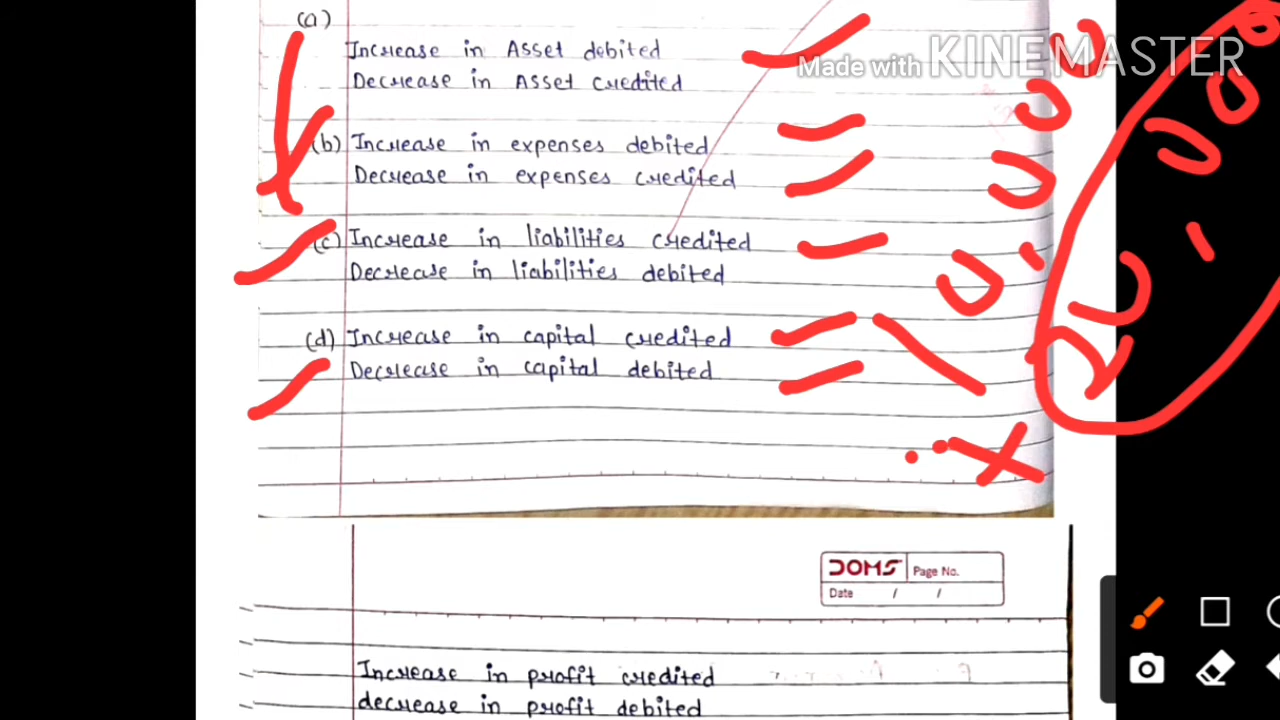 (a)
Increase in Asset debited
Decrease in Asset credited
(b) Increase in expenses debited
Decrease in expenses credited
(c) Increase in liabilities credited
Decrease in liabilities debited
(d) Increase in capital credited
Decrease in capital debited
Made with KINEMASTER
DOMS Page No.
Date / /
Increase in profit credited
decrease in profit debited